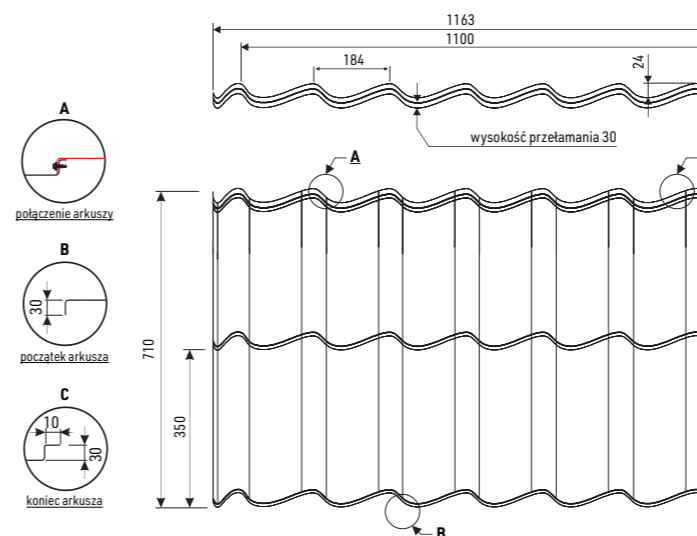 1163
1100
184
24
wysokość przełamania 30
A
połączenie arkuszy
A
B
30
początek arkusza
710
350
C
10
30
koniec arkusza
B